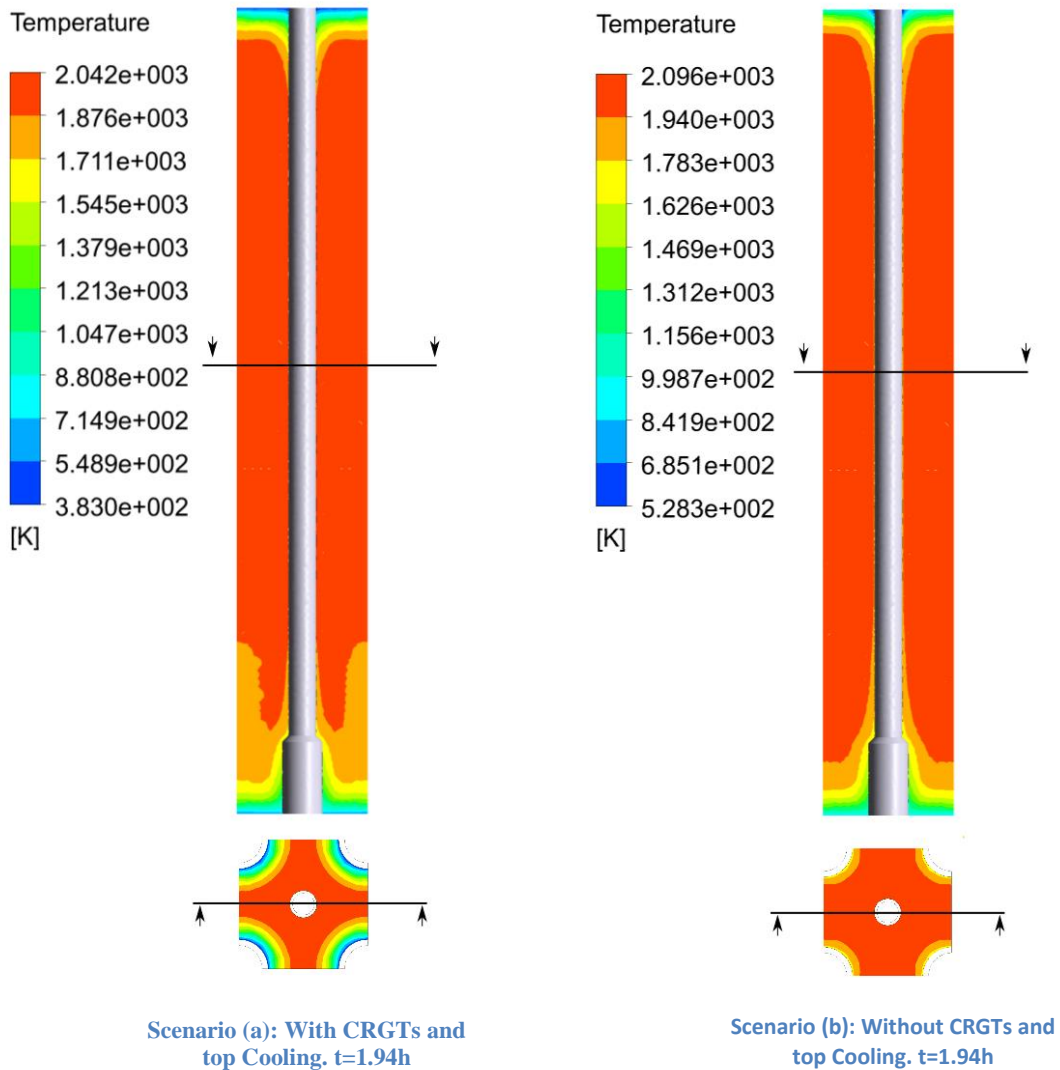 Temperature
2.042e+003
1.876e+003
1.711e+003
1.545e+003
1.379e+003
1.213e+003
1.047e+003
8.808e+002
7.149e+002
5.489e+002
3.830e+002
[K]
Scenario (a): With CRGTs and
top Cooling. t=1.94h
Temperature
2.096e+003
1.940e+003
1.783e+003
1.626e+003
1.469e+003
1.312e+003
1.156e+003
9.987e+002
8.419e+002
6.851e+002
5.283e+002
[K]
Scenario (b): Without CRGTs and
top Cooling. t=1.94h